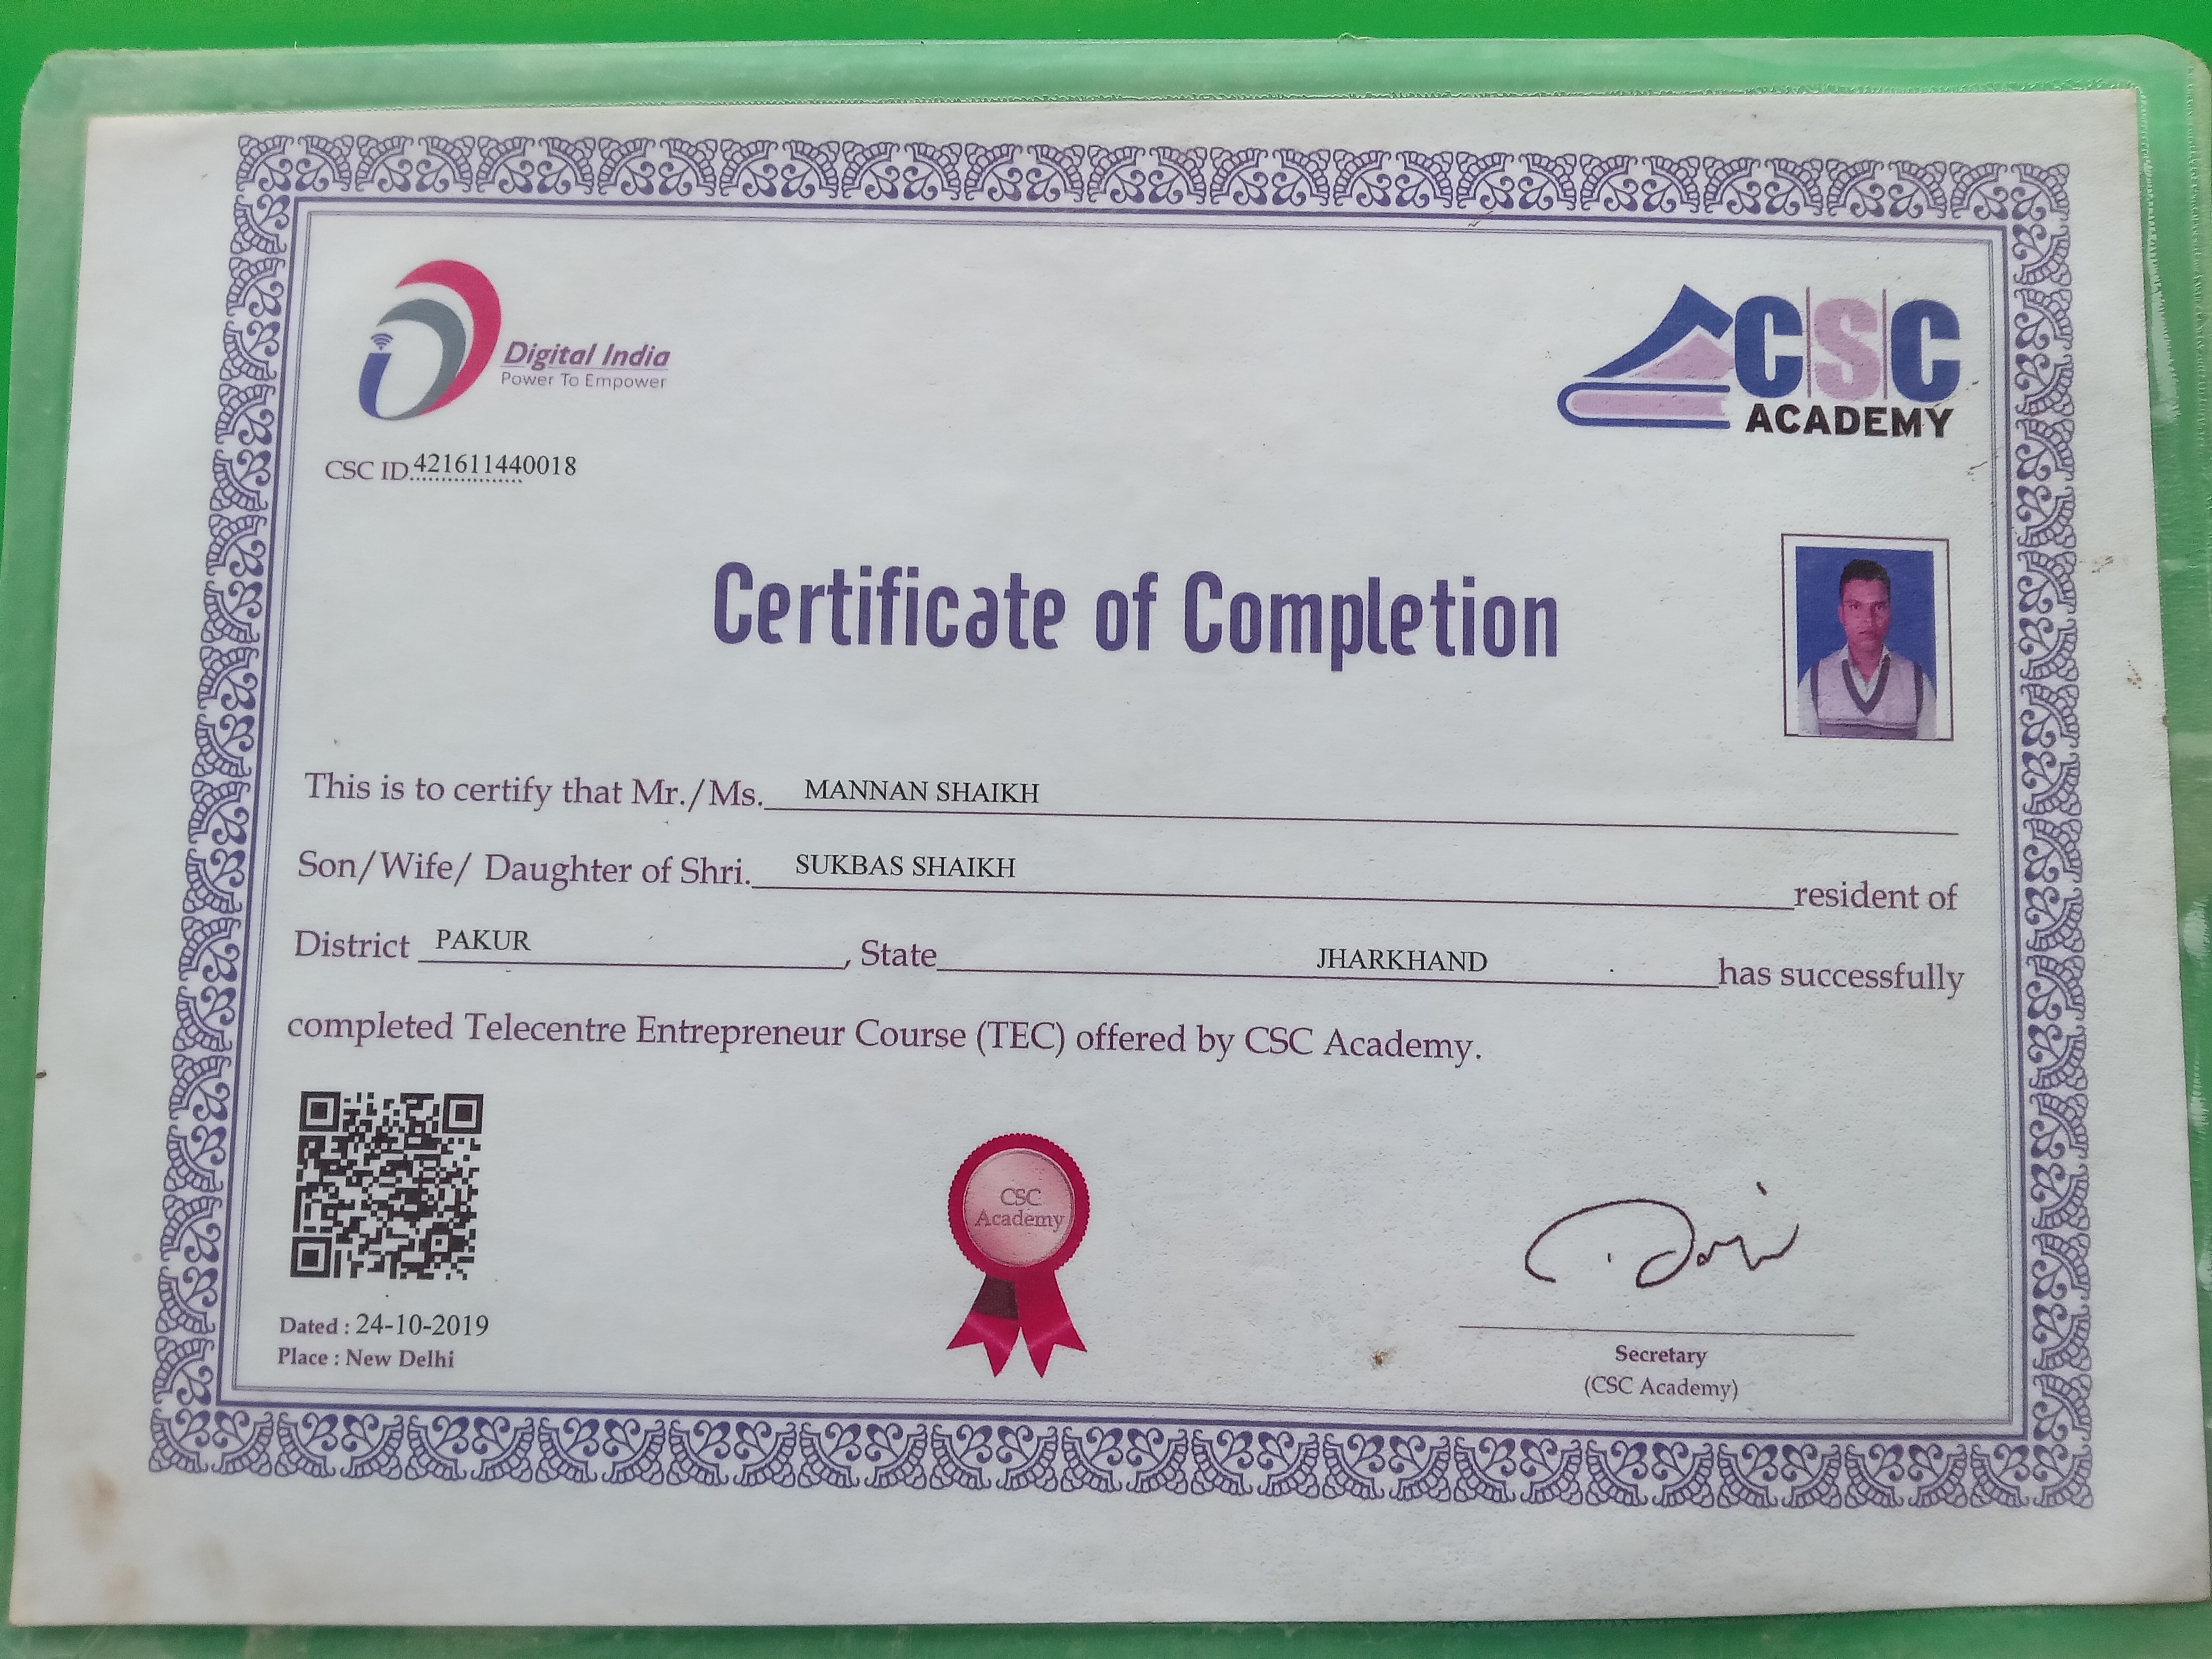 Digital India
Power To Empower
CSC
ACADEMY
CSC ID 421611440018
Certificate of Completion
This is to certify that Mr./Ms. MANNAN SHAIKH
Son/Wife/ Daughter of Shri. SUKBAS SHAIKH resident of
District PAKUR, State JHARKHAND has successfully
completed Telecentre Entrepreneur Course (TEC) offered by CSC Academy.
CSC
Academy
Dated : 24-10-2019
Place : New Delhi
Secretary
(CSC Academy)